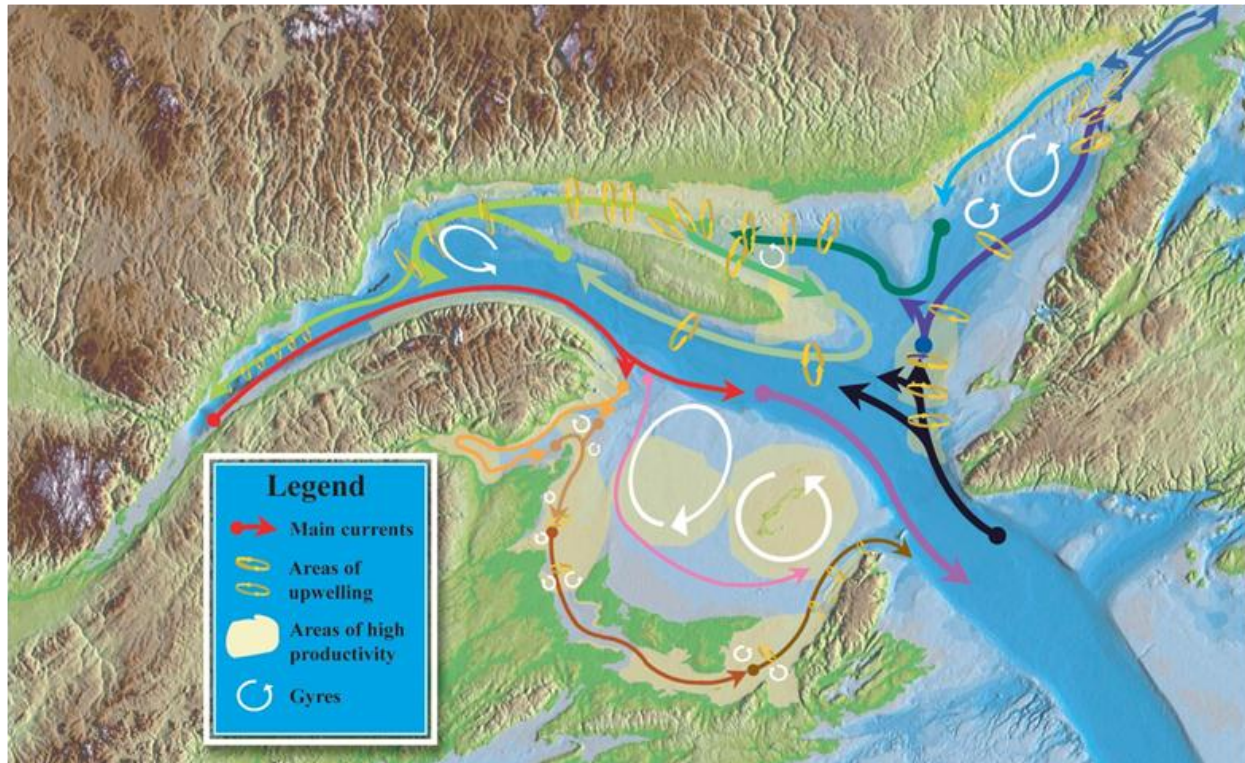 Legend
Main currents
Areas of
upwelling
Areas of high
productivity
Gyres